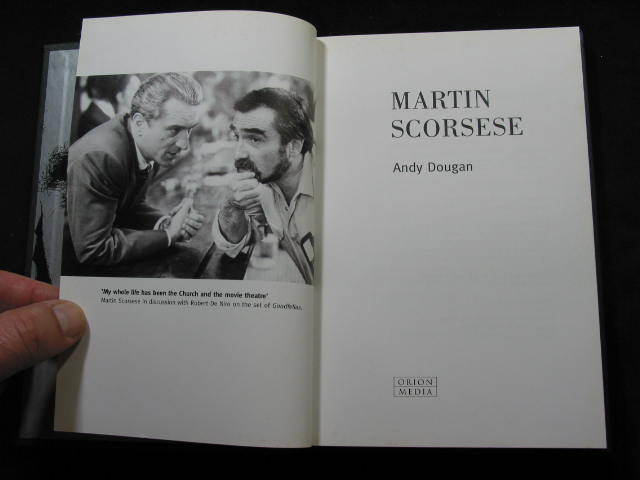 'My whole life has been the Church and the movie theatre'
Martin Scorsese in discussion with Robert De Niro on the set of Goodfellas.
MARTIN
SCORSESE
Andy Dougan
ORION
MEDIA